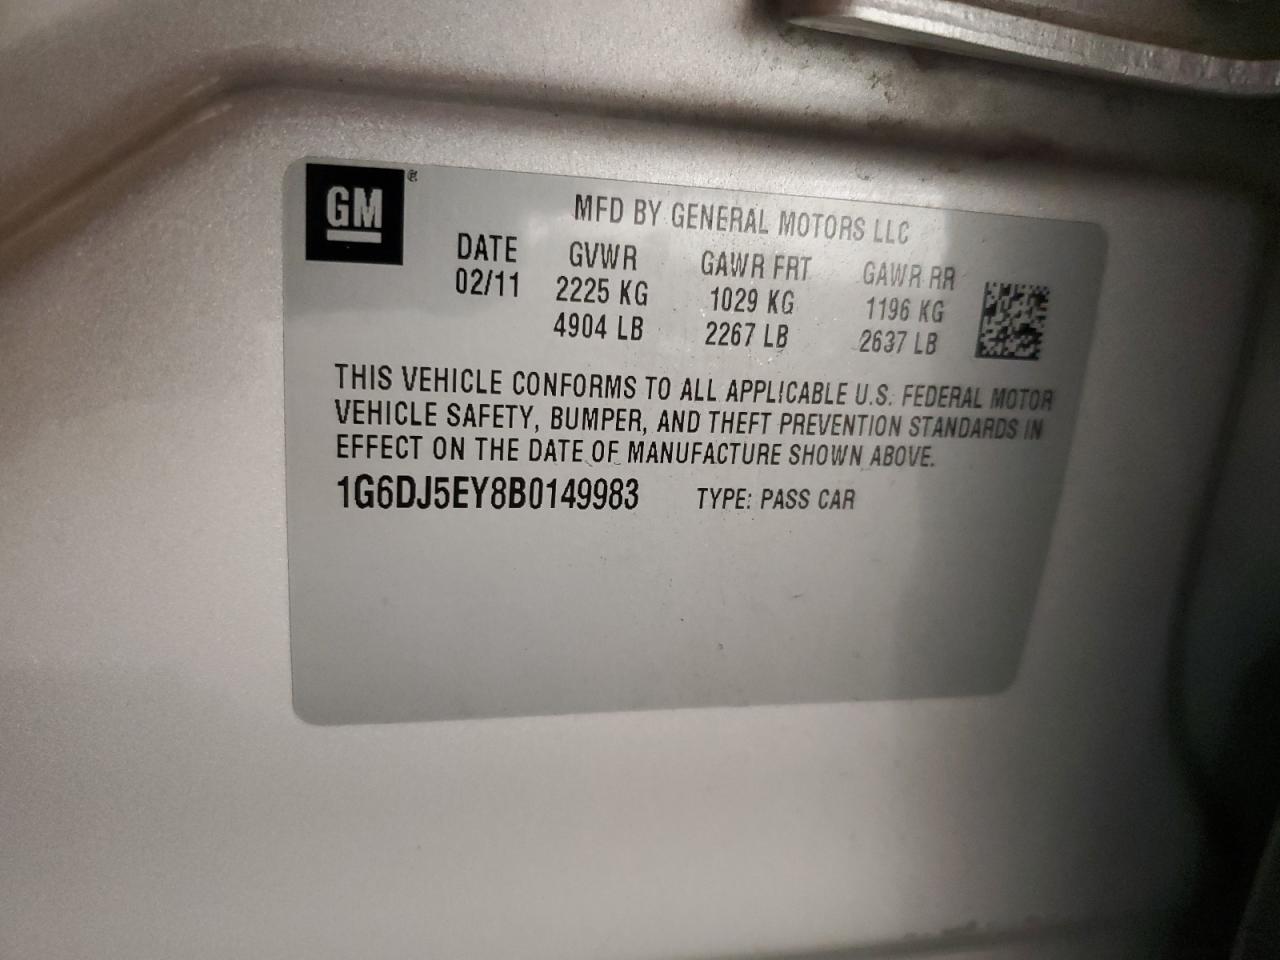 GM®
MFD BY GENERAL MOTORS LLC
DATE GVWR GAWR FRT GAWR RR
02/11 2225 KG 1029 KG 1196 KG
4904 LB 2267 LB 2637 LB
THIS VEHICLE CONFORMS TO ALL APPLICABLE U.S. FEDERAL MOTOR
VEHICLE SAFETY, BUMPER, AND THEFT PREVENTION STANDARDS IN
EFFECT ON THE DATE OF MANUFACTURE SHOWN ABOVE.
1G6DJ5EY8B0149983 TYPE: PASS CAR